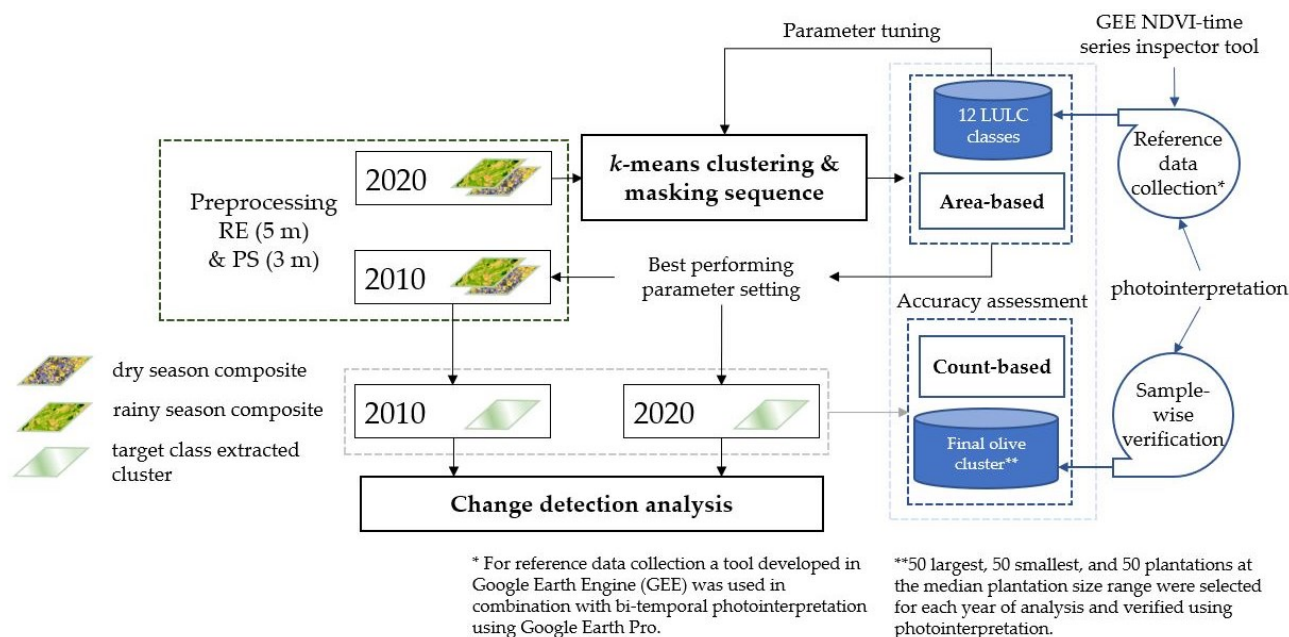 Parameter tuning
GEE NDVI-time
series inspector tool
12 LULC
classes
Reference
data
collection*
2020
k-means clustering &
masking sequence
Area-based
Preprocessing
RE (5 m)
& PS (3 m)
2010
Best performing
parameter setting
photointerpretation
Accuracy assessment
Count-based
dry season composite
rainy season composite
target class extracted
cluster
2010
2020
Sample-
wise
verification
Final olive
cluster**
Change detection analysis
* For reference data collection a tool developed in
Google Earth Engine (GEE) was used in
combination with bi-temporal photointerpretation
using Google Earth Pro.
**50 largest, 50 smallest, and 50 plantations at
the median plantation size range were selected
for each year of analysis and verified using
photointerpretation.